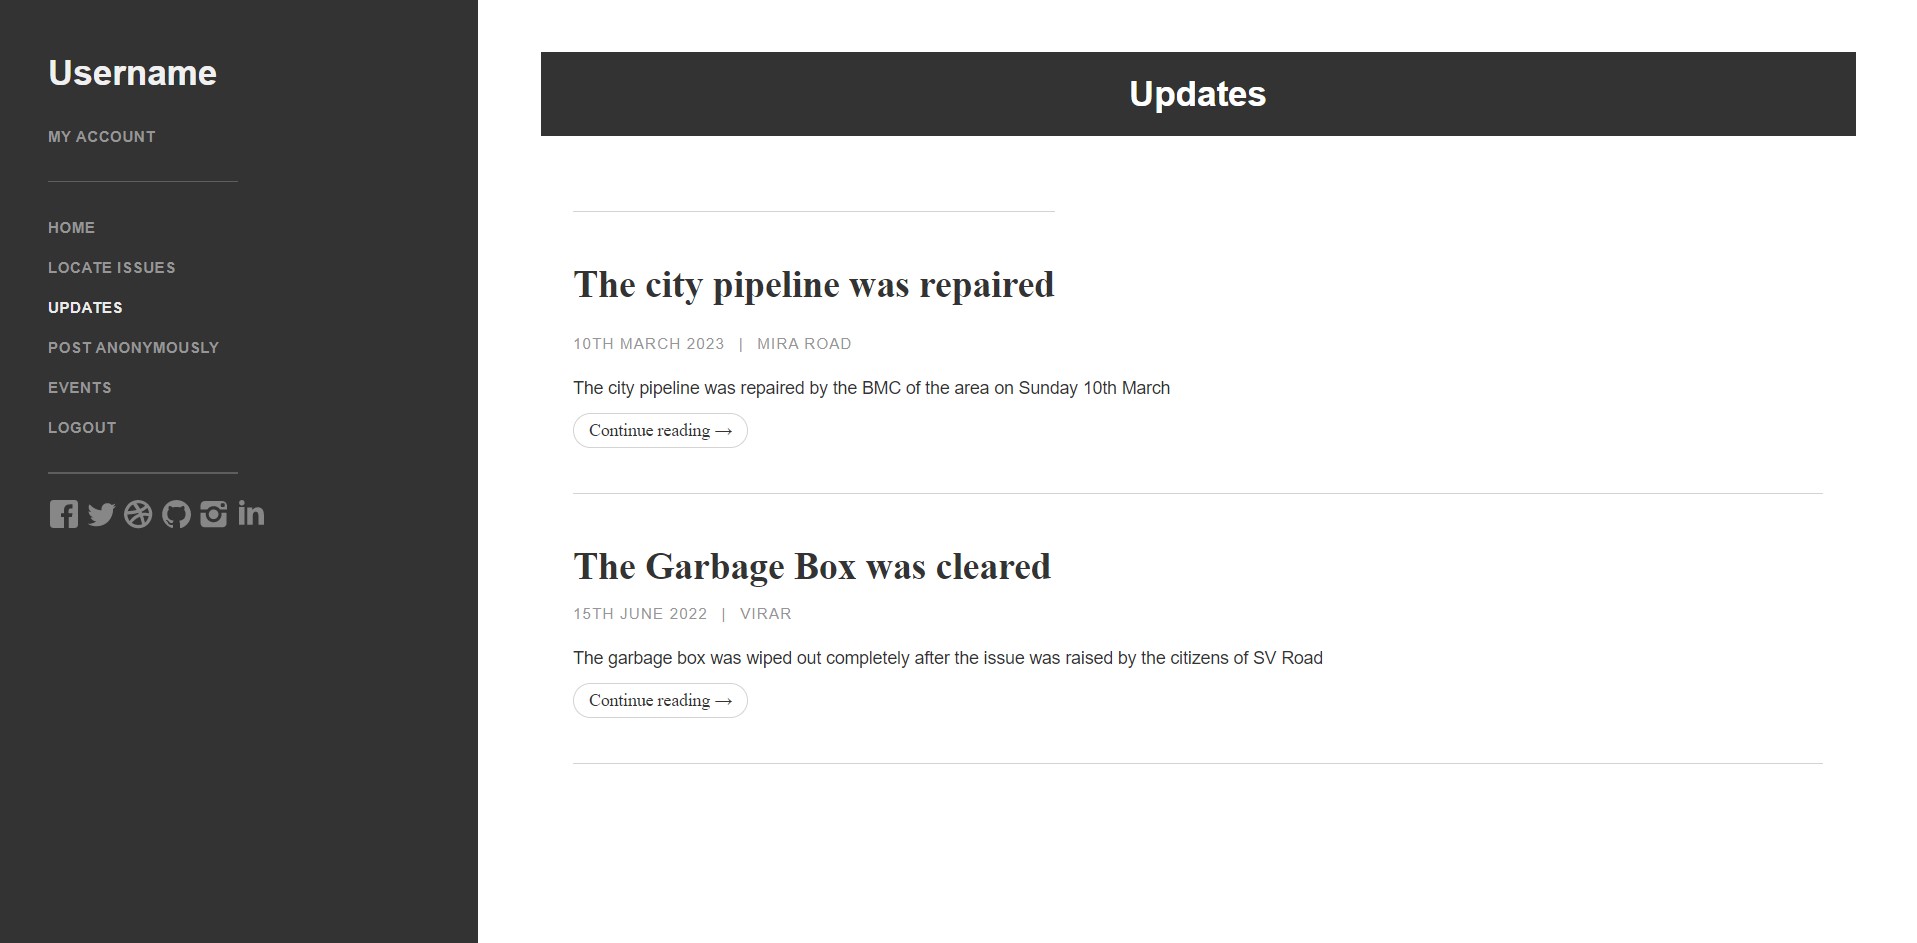 Username
MY ACCOUNT
HOME
LOCATE ISSUES
UPDATES
POST ANONYMOUSLY
EVENTS
LOGOUT
Updates
The city pipeline was repaired
10TH MARCH 2023 | MIRA ROAD
The city pipeline was repaired by the BMC of the area on Sunday 10th March
Continue reading →
The Garbage Box was cleared
15TH JUNE 2022 | VIRAR
The garbage box was wiped out completely after the issue was raised by the citizens of SV Road
Continue reading →